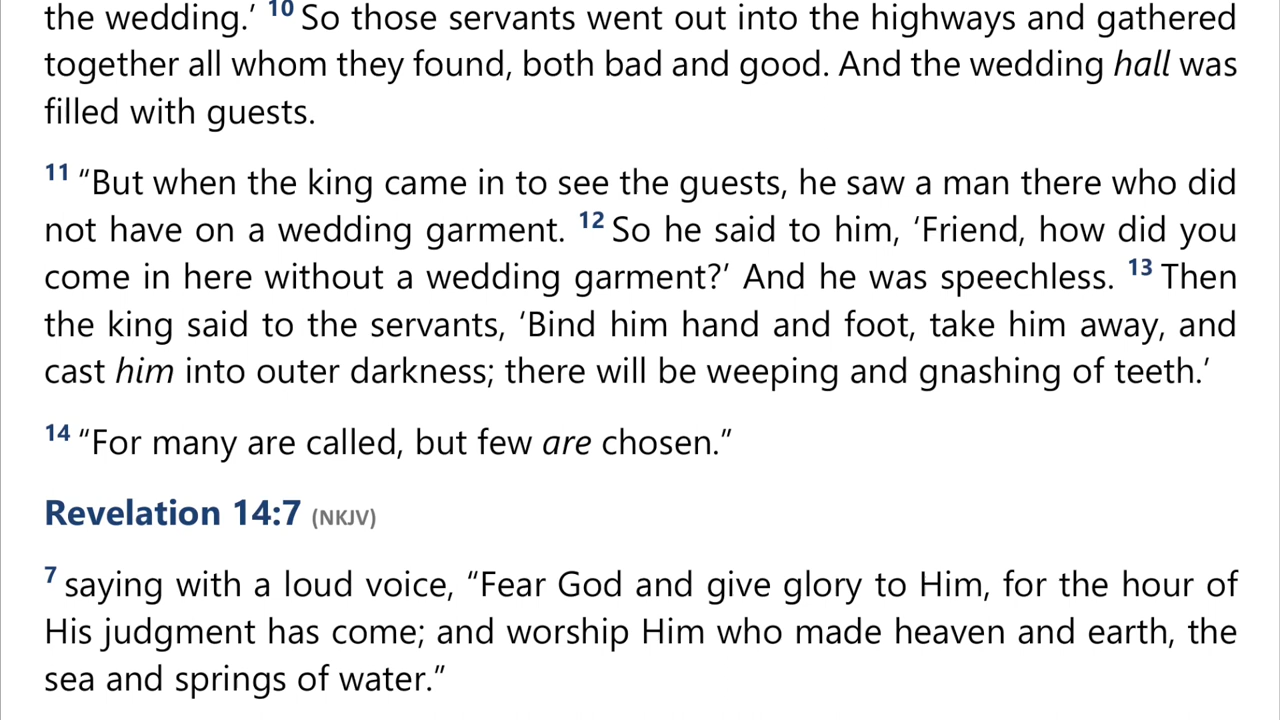 the wedding.’ 10 So those servants went out into the highways and gathered
together all whom they found, both bad and good. And the wedding hall was
filled with guests.
11 “But when the king came in to see the guests, he saw a man there who did
not have on a wedding garment. 12 So he said to him, ‘Friend, how did you
come in here without a wedding garment?’ And he was speechless. 13 Then
the king said to the servants, ‘Bind him hand and foot, take him away, and
cast him into outer darkness; there will be weeping and gnashing of teeth.’
14 “For many are called, but few are chosen.”
Revelation 14:7 (NKJV)
7 saying with a loud voice, “Fear God and give glory to Him, for the hour of
His judgment has come; and worship Him who made heaven and earth, the
sea and springs of water.”